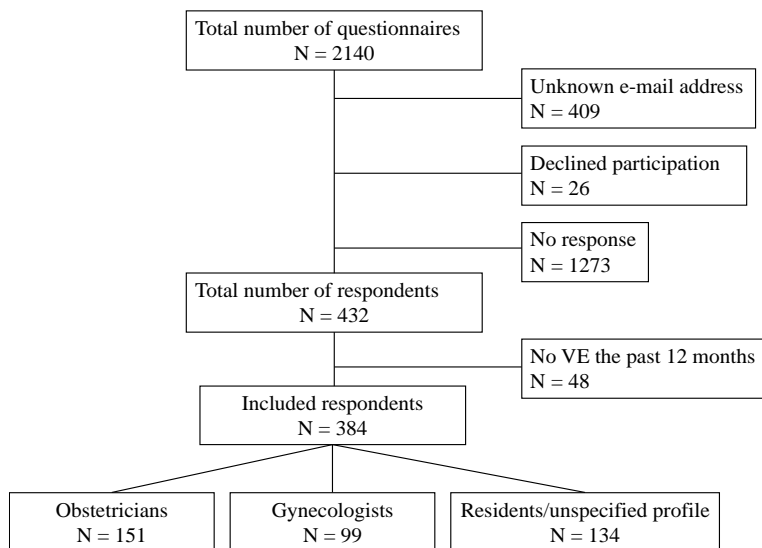 Total number of questionnaires
N = 2140
Unknown e-mail address
N = 409
Declined participation
N = 26
No response
N = 1273
Total number of respondents
N = 432
No VE the past 12 months
N = 48
Included respondents
N = 384
Obstetricians
N = 151
Gynecologists
N = 99
Residents/unspecified profile
N = 134